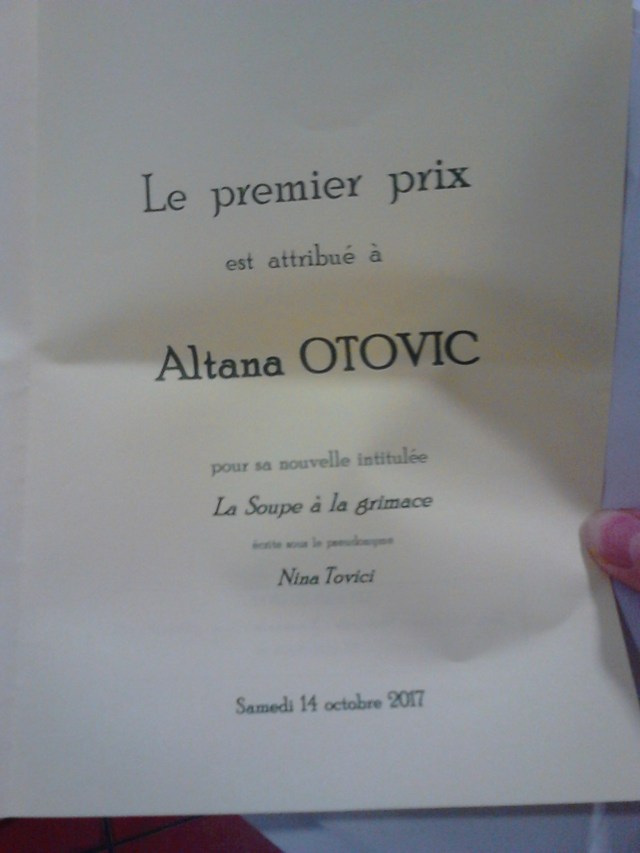 Le premier prix
est attribué à
Altana OTOVIC
pour sa nouvelle intitulée
La Soupe à la grimace
écrite sous le pseudonyme
Nina Tovici
Samedi 14 octobre 2017